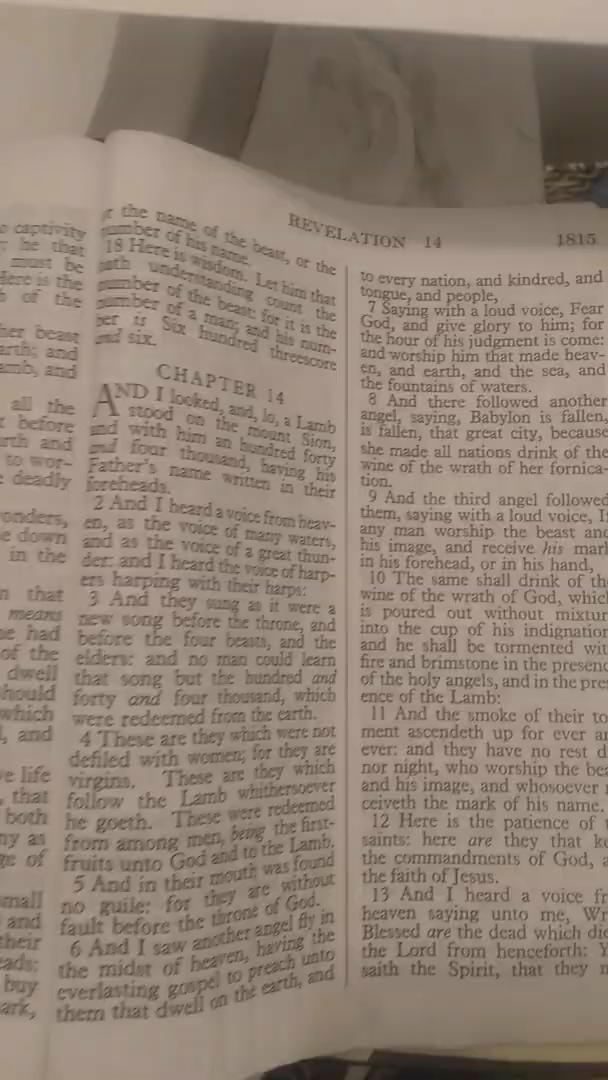 REVELATION 14
1815
captivity
he that
must be
Here is the
of the
her beast
earth; and
lamb, and
all the
before
earth and
to wor-
deadly
wonders,
down
in the
that
means
had
of the
dwell
should
which
and
life
that
both
as
of
small
and
their
buy
the name of the beast, or the
number of his name.
18 Here is wisdom. Let him that
hath understanding count the
number of the beast: for it is the
number of a man; and his num-
ber is Six hundred threescore
and six.
CHAPTER 14
AND I looked, and, lo, a Lamb
stood on the mount Sion,
and with him an hundred forty
and four thousand, having his
Father's name written in their
foreheads.
2 And I heard a voice from heav-
en, as the voice of many waters,
and as the voice of a great thun-
der: and I heard the voice of harp-
ers harping with their harps:
3 And they sung as it were a
new song before the throne, and
before the four beasts, and the
elders: and no man could learn
that song but the hundred and
forty and four thousand, which
were redeemed from the earth.
4 These are they which were not
defiled with women; for they are
virgins. These are they which
follow the Lamb whithersoever
he goeth. These were redeemed
from among men, being the first-
fruits unto God and to the Lamb.
5 And in their mouth was found
no guile: for they are without
fault before the throne of God.
6 And I saw another angel fly in
the midst of heaven, having the
everlasting gospel to preach unto
them that dwell on the earth, and
to every nation, and kindred, and
tongue, and people,
7 Saying with a loud voice, Fear
God, and give glory to him; for
the hour of his judgment is come:
and worship him that made heav-
en, and earth, and the sea, and
the fountains of waters.
8 And there followed another
angel, saying, Babylon is fallen,
is fallen, that great city, because
she made all nations drink of the
wine of the wrath of her fornica-
tion.
9 And the third angel followed
them, saying with a loud voice, If
any man worship the beast and
his image, and receive his mark
in his forehead, or in his hand,
10 The same shall drink of the
wine of the wrath of God, which
is poured out without mixtur
into the cup of his indignation
and he shall be tormented wit
fire and brimstone in the presenc
of the holy angels, and in the pres
ence of the Lamb:
11 And the smoke of their to
ment ascendeth up for ever an
ever: and they have no rest d
nor night, who worship the bea
and his image, and whosoever
ceiveth the mark of his name.
12 Here is the patience of
saints: here are they that ke
the commandments of God, a
the faith of Jesus.
13 And I heard a voice fr
heaven saying unto me, Wr
Blessed are the dead which die
the Lord from henceforth: Y
saith the Spirit, that they